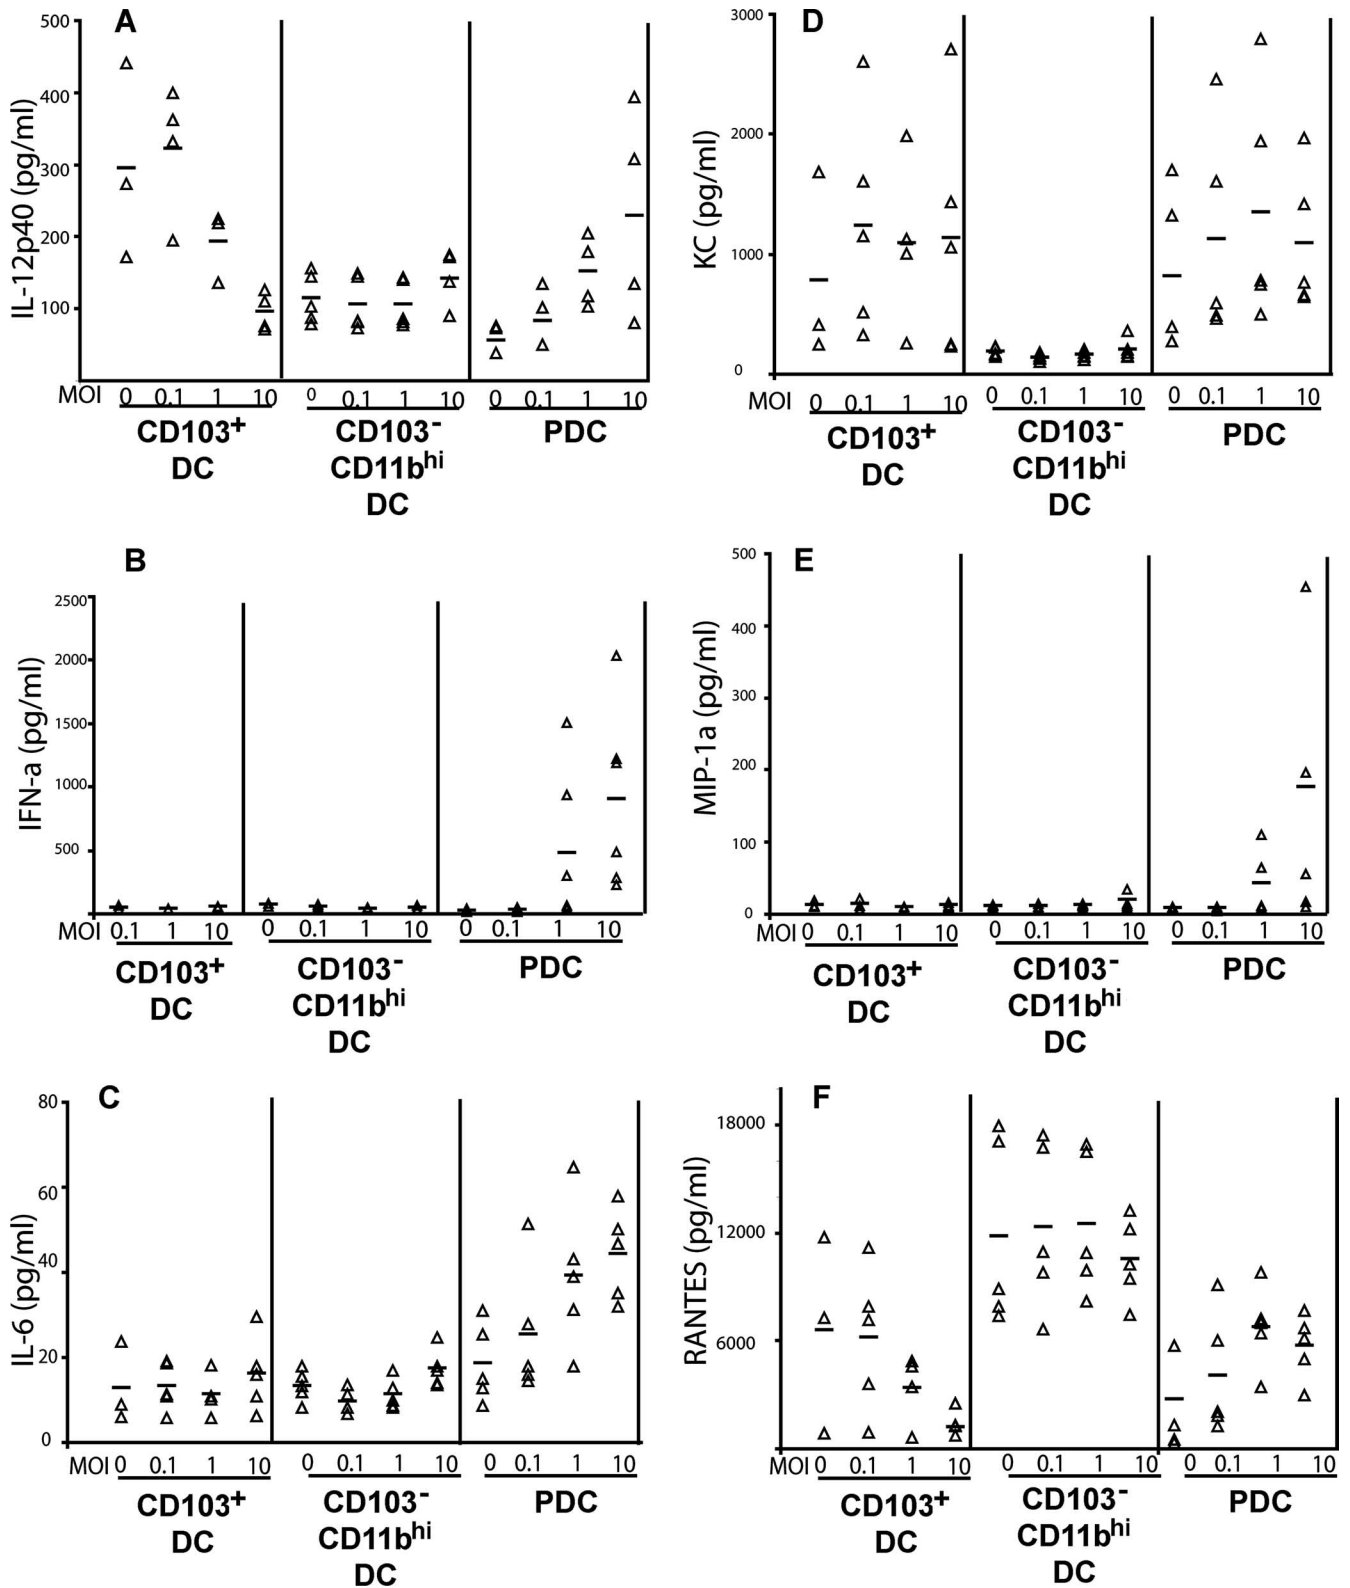 A
IL-12p40 (pg/ml)
500
400
300
200
100
MOI 0 0.1 1 10 0 0.1 1 10 0 0.1 1 10
CD103+ DC
CD103- CD11bhi DC
PDC
D
KC (pg/ml)
3000
2000
1000
0
MOI 0 0.1 1 10 0 0.1 1 10 0 0.1 1 10
CD103+ DC
CD103- CD11bhi DC
PDC
B
IFN-a (pg/ml)
2500
2000
1500
1000
500
MOI 0.1 1 10 0 0.1 1 10 0 0.1 1 10
CD103+ DC
CD103- CD11bhi DC
PDC
E
MIP-1a (pg/ml)
500
400
300
200
100
0
MOI 0 0.1 1 10 0 0.1 1 10 0 0.1 1 10
CD103+ DC
CD103- CD11bhi DC
PDC
C
IL-6 (pg/ml)
80
60
40
20
0
MOI 0 0.1 1 10 0 0.1 1 10 0 0.1 1 10
CD103+ DC
CD103- CD11bhi DC
PDC
F
RANTES (pg/ml)
18000
12000
6000
MOI 0 0.1 1 10 0 0.1 1 10 0 0.1 1 10
CD103+ DC
CD103- CD11bhi DC
PDC